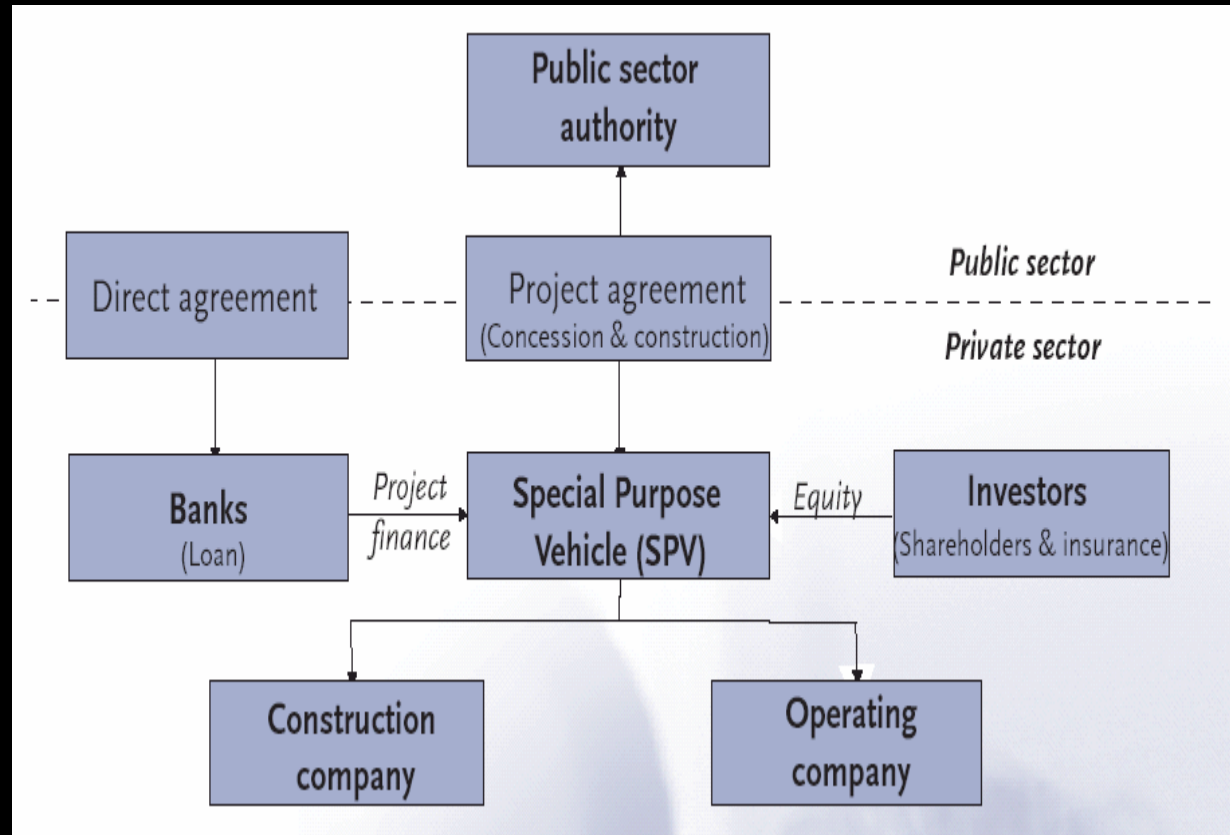 Public sector
authority
Direct agreement
Project agreement
(Concession & construction)
Public sector
Private sector
Banks
(Loan)
Project
finance
Special Purpose
Vehicle (SPV)
Equity
Investors
(Shareholders & insurance)
Construction
company
Operating
company